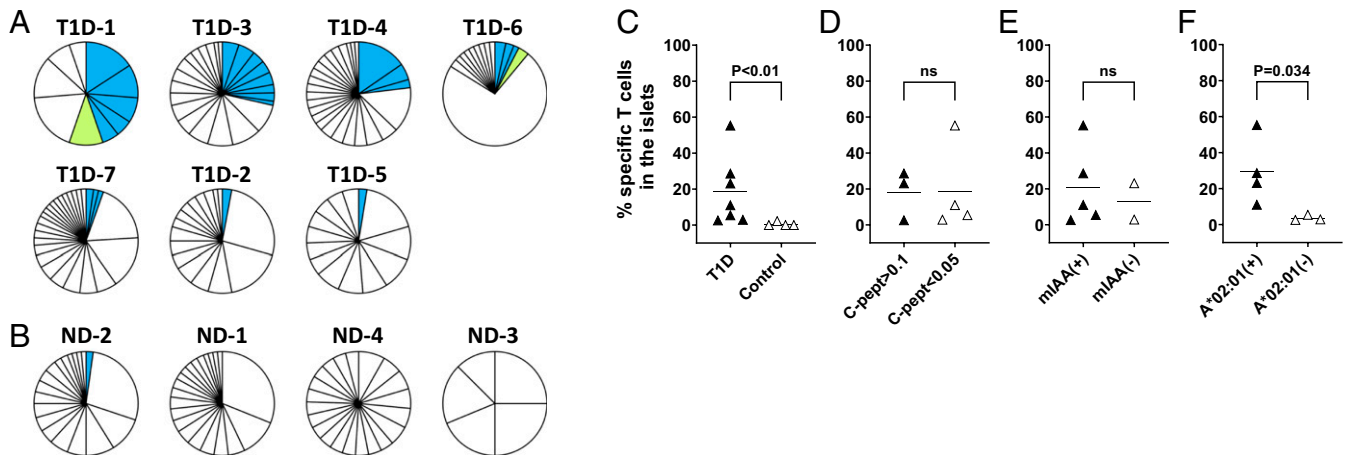 A
T1D-1 T1D-3 T1D-4 T1D-6
T1D-7 T1D-2 T1D-5
B
ND-2 ND-1 ND-4 ND-3
C
% specific T cells
in the islets
100
80
60
40
20
0
P<0.01
T1D
Control
D
100
80
60
40
20
0
ns
C-pept>0.1
C-pept<0.05
E
100
80
60
40
20
0
ns
mIAA(+)
mIAA(-)
F
100
80
60
40
20
0
P=0.034
A*02:01(+)
A*02:01(-)